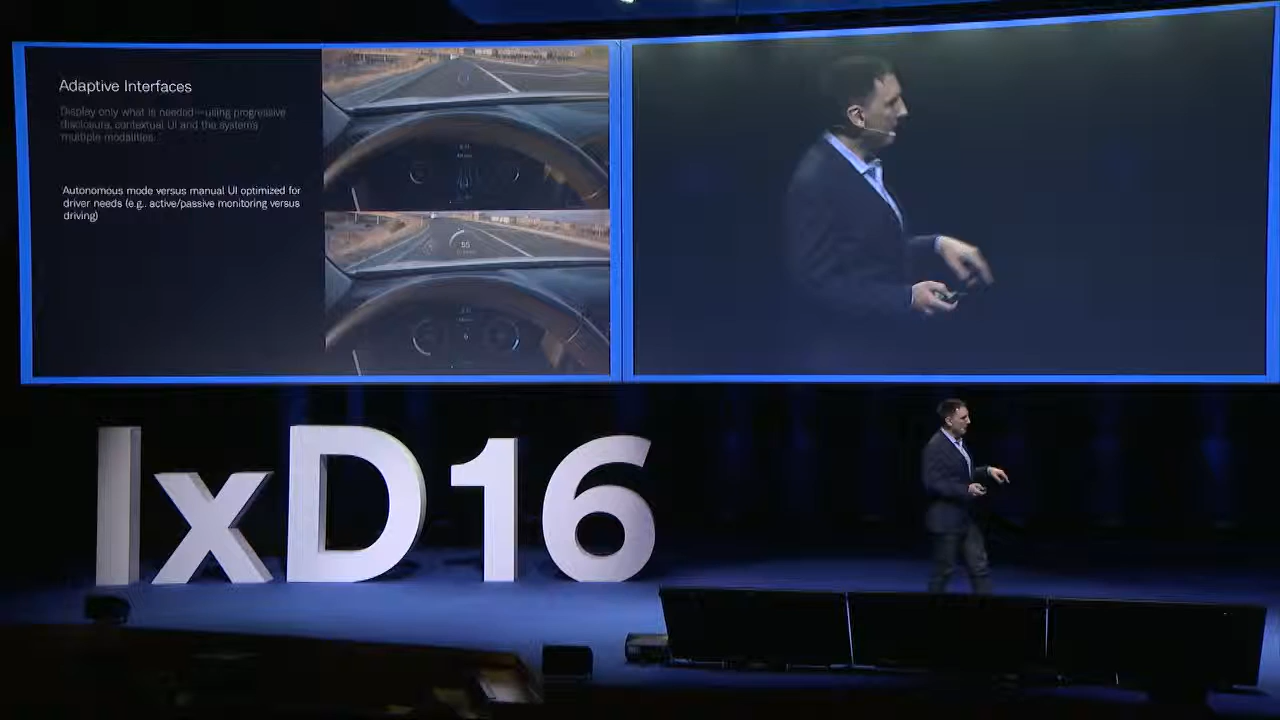 Adaptive Interfaces
Display only what is needed—using progressive
disclosure, contextual UI and the systems
multiple modalities.
Autonomous mode versus manual UI optimized for
driver needs (e.g.. active/passive monitoring versus
driving)
55
IxD16